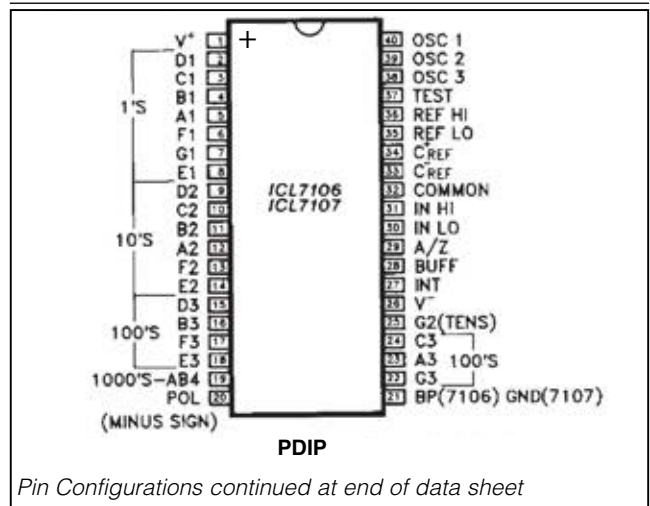 V+ 1 + 40 OSC 1
D1 2 39 OSC 2
C1 3 38 OSC 3
B1 4 37 TEST
1'S A1 5 36 REF HI
F1 6 35 REF LO
G1 7 34 C+REF
E1 8 33 C-REF
D2 9 ICL7106 32 COMMON
C2 10 ICL7107 31 IN HI
B2 11 30 IN LO
10'S A2 12 29 A/Z
F2 13 28 BUFF
E2 14 27 INT
D3 15 26 V-
B3 16 25 G2(TENS)
100'S F3 17 24 C3
E3 18 23 A3 100'S
1000'S-AB4 19 22 G3
POL 20 21 BP(7106) GND(7107)
(MINUS SIGN)
PDIP
Pin Configurations continued at end of data sheet